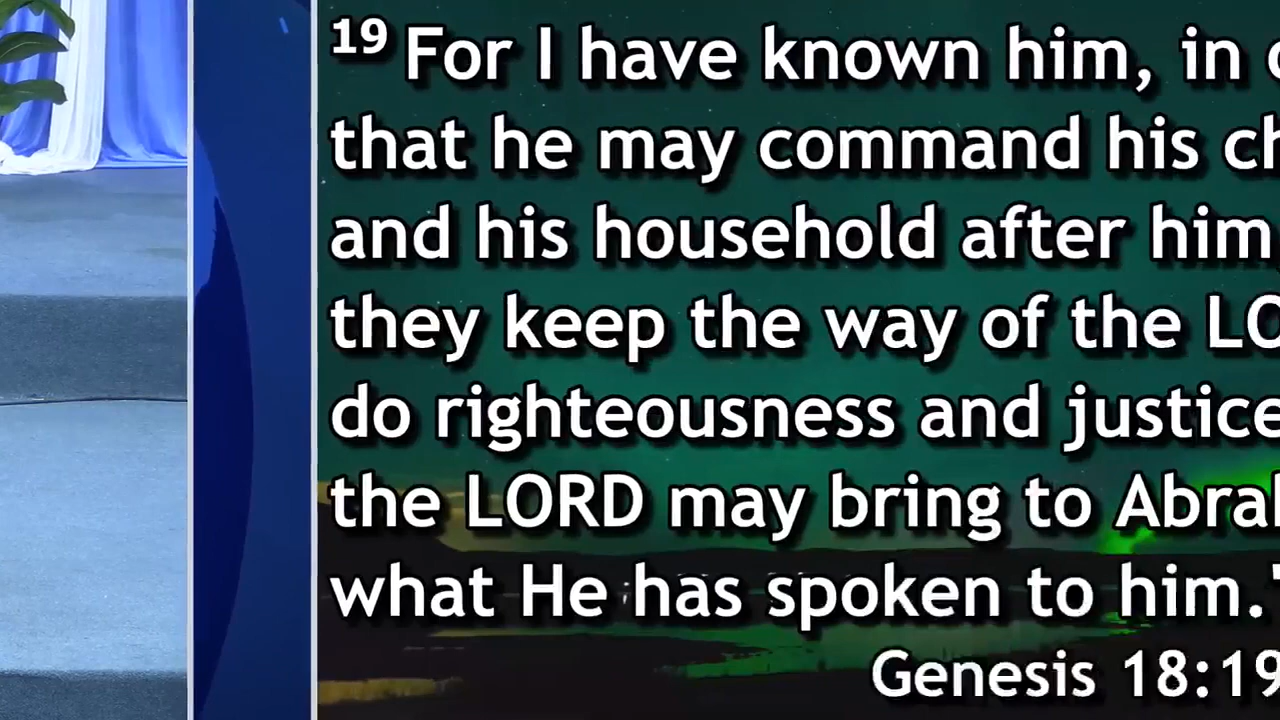 19 For I have known him, in
that he may command his
and his household after him
they keep the way of the
do righteousness and justice
the LORD may bring to
what He has spoken to him."
Genesis 18:19